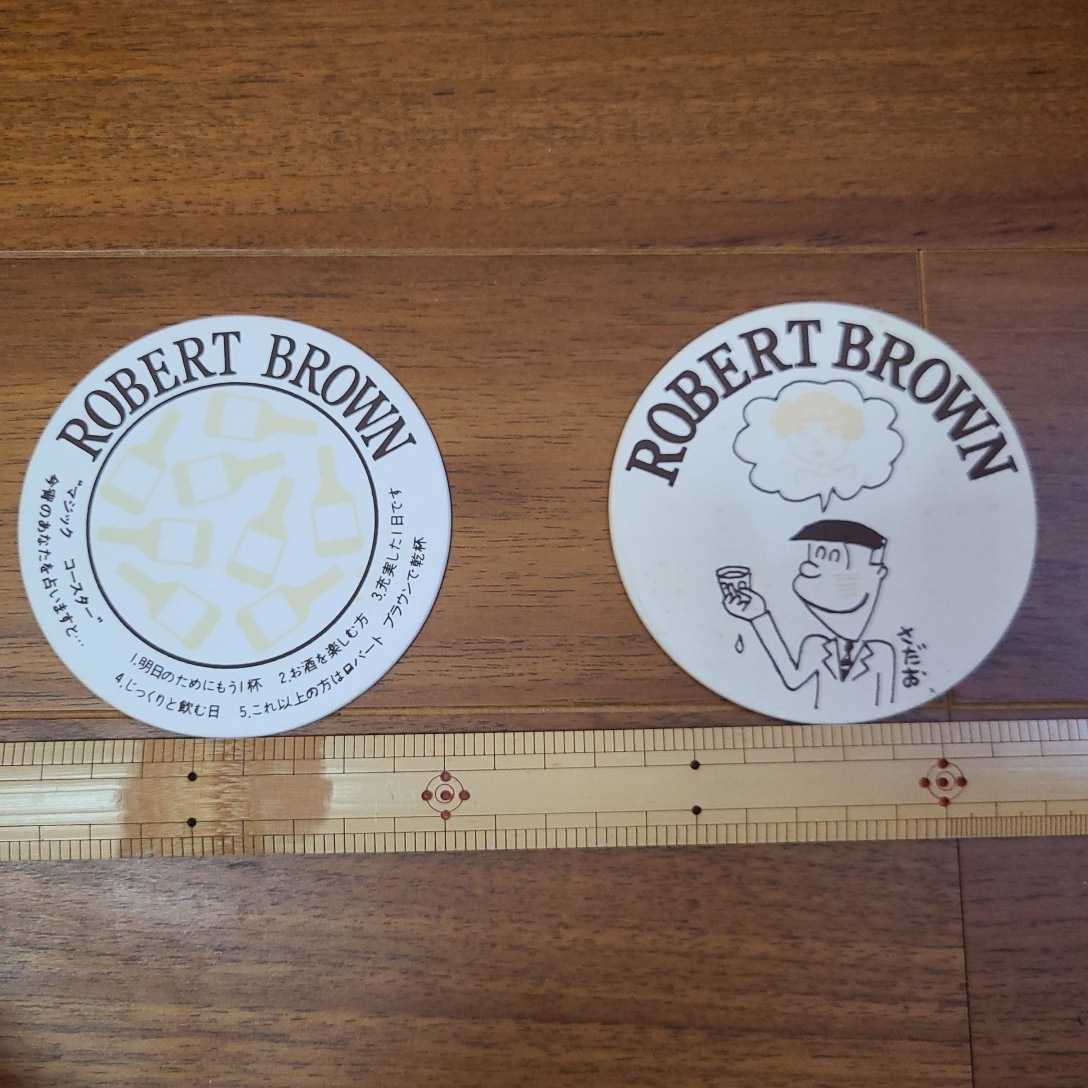 ROBERT BROWN
"マジック コースター"
今宵のあなたを占いますと…
1.明日のためにもう1杯 2.お酒を楽しむ方 3.充実した1日です
4.じっくりと飲む日 5.これ以上の方はロバート ブラウンで乾杯
ROBERT BROWN